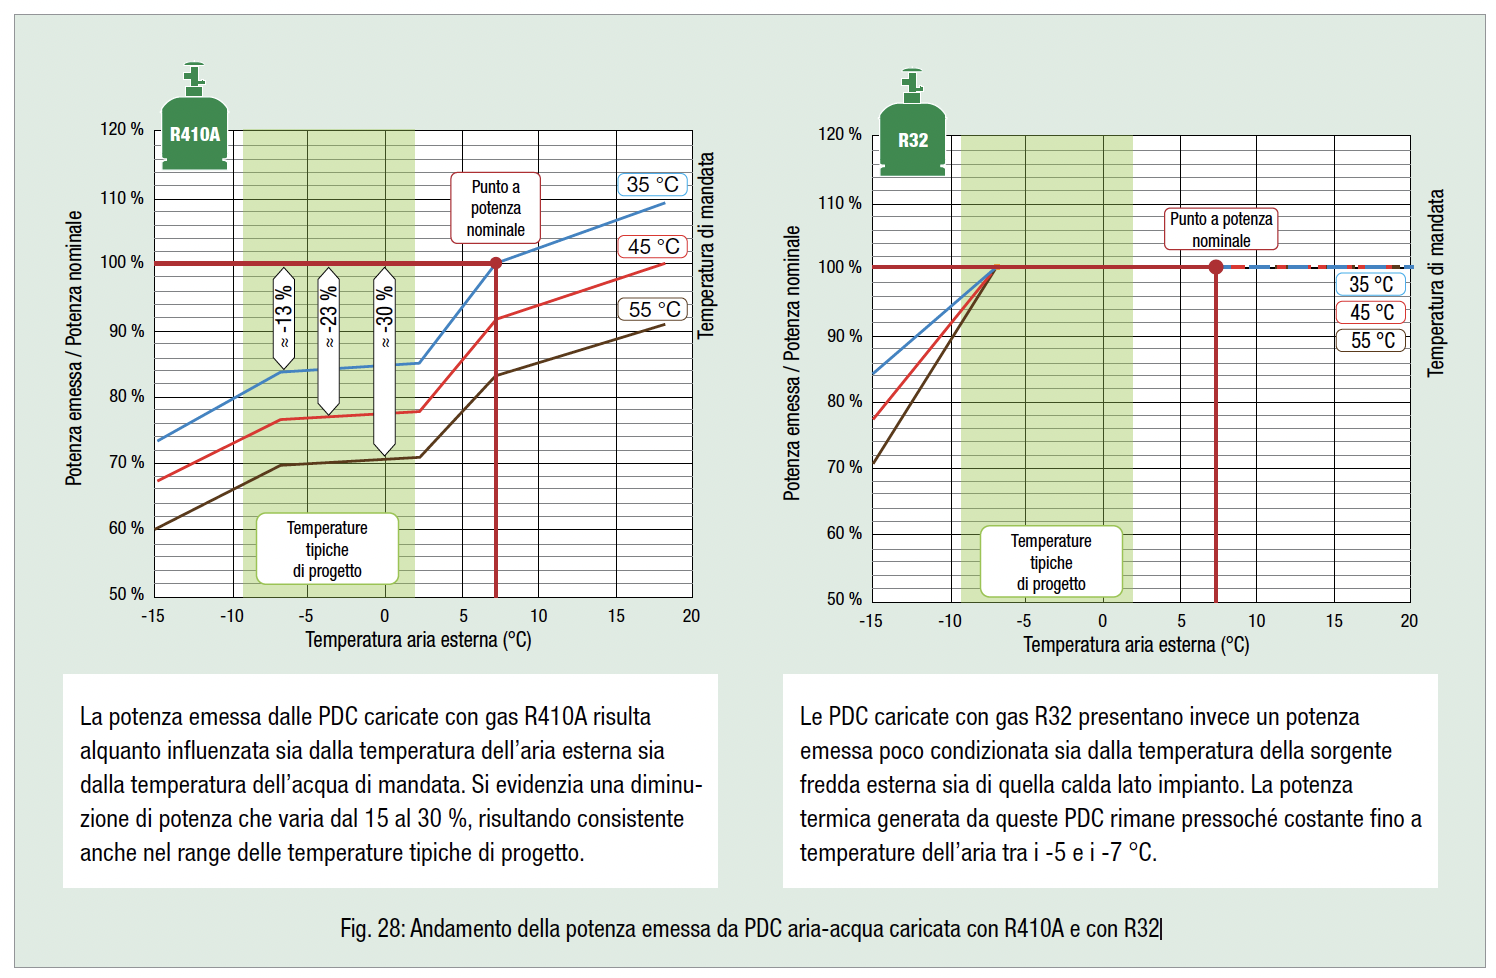 R410A
120 %
110 %
100 %
90 %
80 %
70 %
60 %
50 %
Potenza emessa / Potenza nominale
-15
-10
-5
0
5
10
15
20
Temperatura aria esterna (°C)
Temperatura di mandata
Punto a
potenza
nominale
35 °C
45 °C
55 °C
≈ -13 %
≈ -23 %
≈ -30 %
Temperature
tipiche
di progetto
R32
120 %
110 %
100 %
90 %
80 %
70 %
60 %
50 %
Potenza emessa / Potenza nominale
-15
-10
-5
0
5
10
15
20
Temperatura aria esterna (°C)
Temperatura di mandata
Punto a potenza
nominale
35 °C
45 °C
55 °C
Temperature
tipiche
di progetto
La potenza emessa dalle PDC caricate con gas R410A risulta
alquanto influenzata sia dalla temperatura dell'aria esterna sia
dalla temperatura dell'acqua di mandata. Si evidenzia una diminu-
zione di potenza che varia dal 15 al 30 %, risultando consistente
anche nel range delle temperature tipiche di progetto.
Le PDC caricate con gas R32 presentano invece un potenza
emessa poco condizionata sia dalla temperatura della sorgente
fredda esterna sia di quella calda lato impianto. La potenza
termica generata da queste PDC rimane pressoché costante fino a
temperature dell'aria tra i -5 e i -7 °C.
Fig. 28: Andamento della potenza emessa da PDC aria-acqua caricata con R410A e con R32